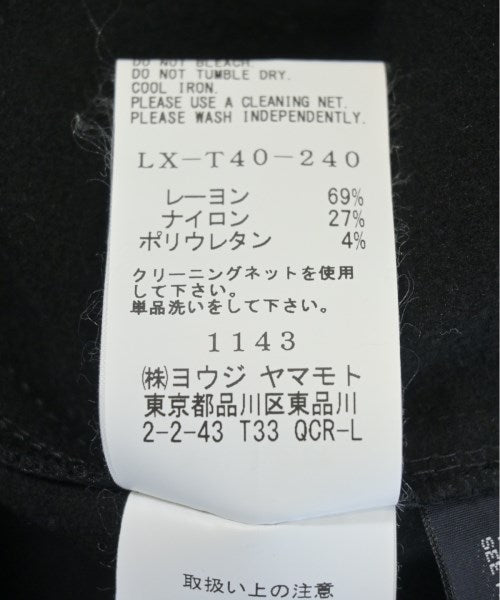 DO NOT BLEACH.
DO NOT TUMBLE DRY.
COOL IRON.
PLEASE USE A CLEANING NET.
PLEASE WASH INDEPENDENTLY.
LX-T40-240
レーヨン 69%
ナイロン 27%
ポリウレタン 4%
クリーニングネットを使用
して下さい。
単品洗いをして下さい。
1143
㈱ヨウジ ヤマモト
東京都品川区東品川
2-2-43 T33 QCR-L
取扱い上の注意
SEE